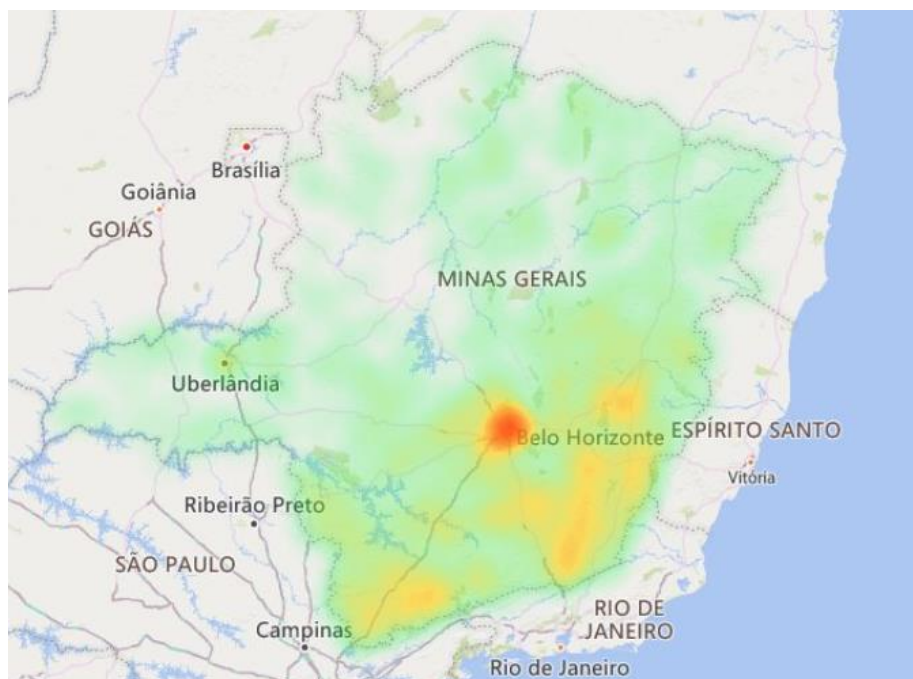 Brasília
Goiânia
GOIÁS
MINAS GERAIS
Uberlândia
Belo Horizonte
ESPÍRITO SANTO
Vitória
Ribeirão Preto
SÃO PAULO
RIO DE
JANEIRO
Campinas
Rio de Janeiro